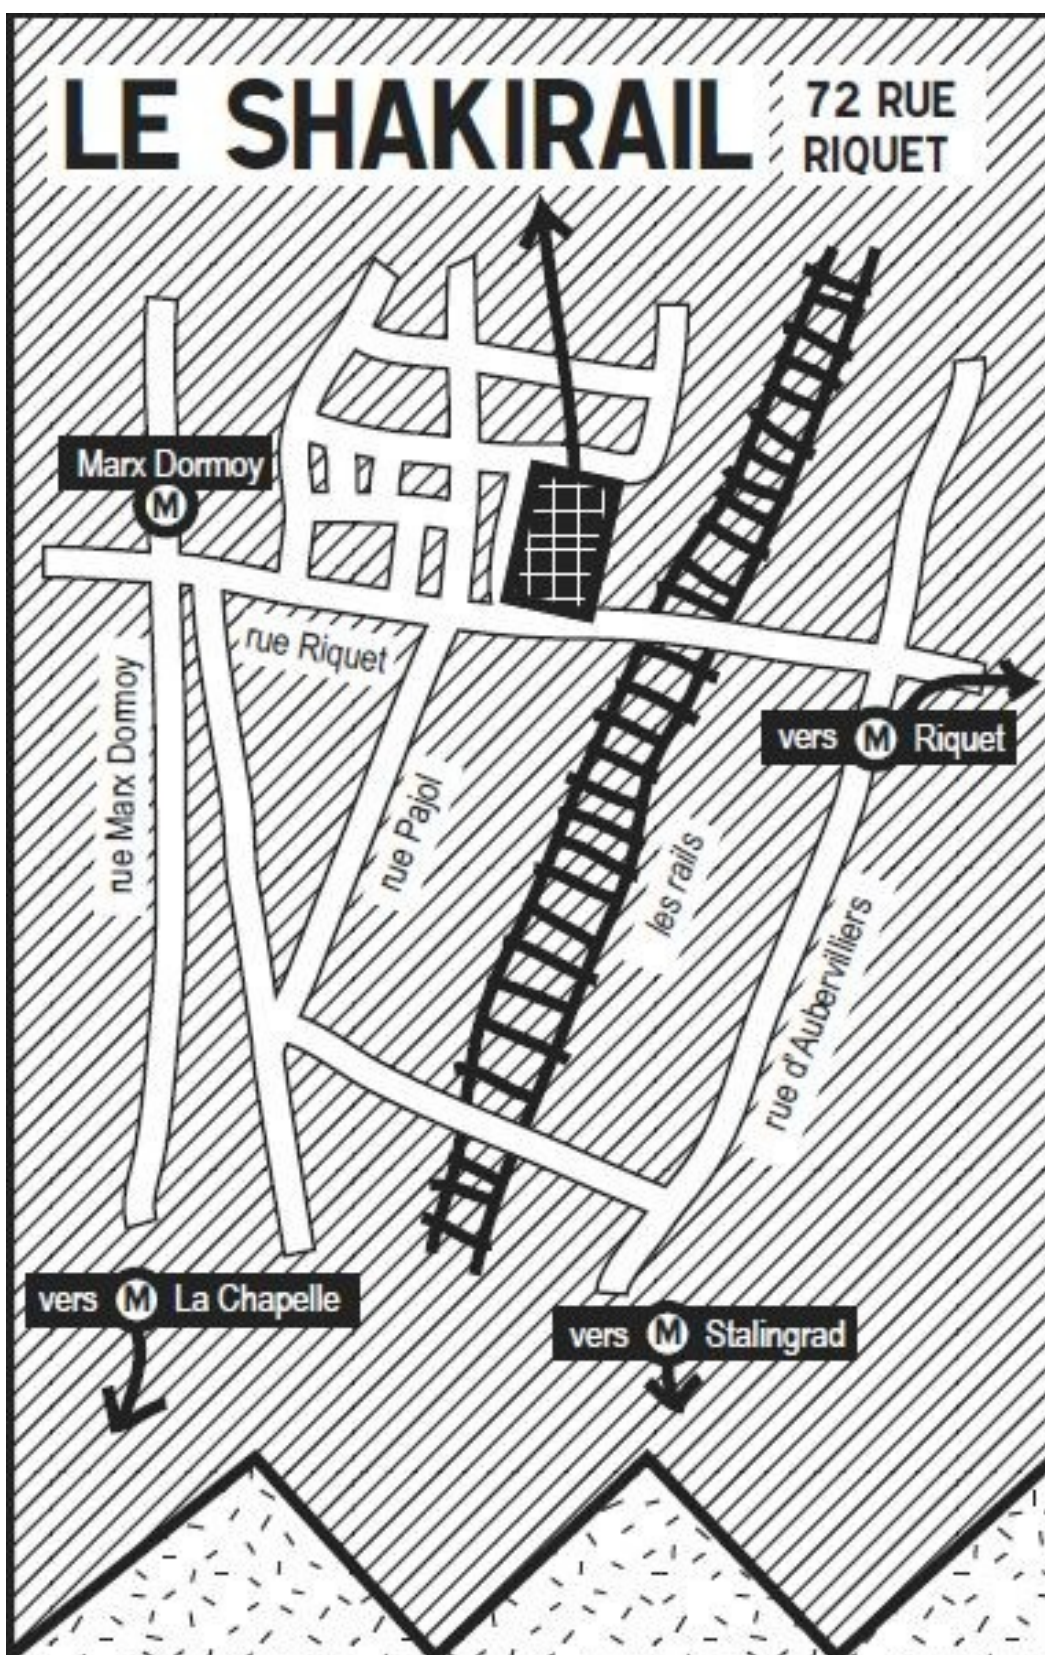 LE SHAKIRAIL
72 RUE
RIQUET
Marx Dormoy
M
rue Riquet
rue Marx Dormoy
rue Pajol
vers M Riquet
les rails
rue d'Aubervilliers
vers M La Chapelle
vers M Stalingrad